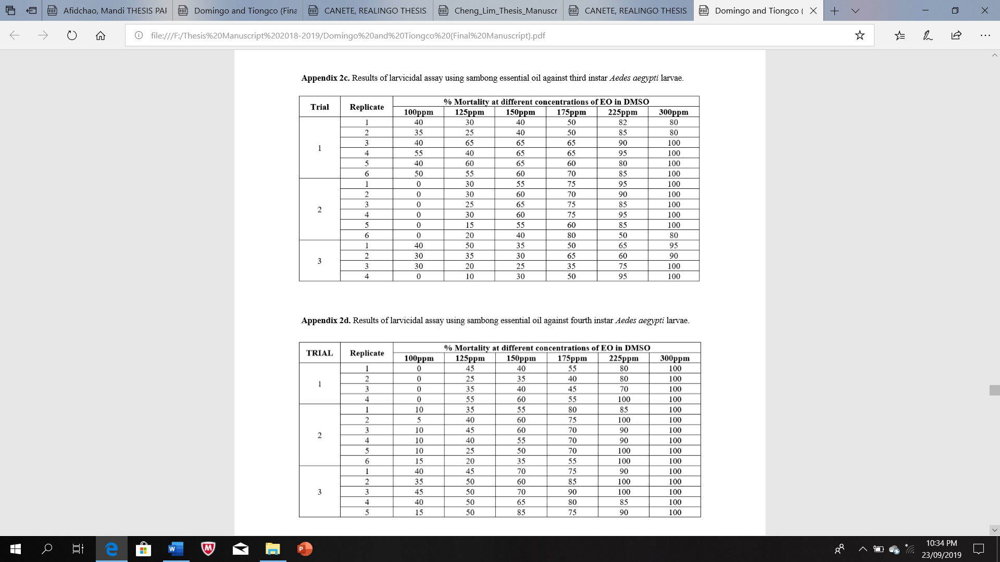 Afidchao, Mandi THESIS PAI Domingo and Tiongco (Fina CANETE, REALINGO THESIS Cheng_Lim_Thesis_Manuscr CANETE, REALINGO THESIS Domingo and Tiongco (
file:///F:/Thesis%20Manuscript%202018-2019/Domingo%20and%20Tiongco%20(Final%20Manuscript).pdf
Appendix 2c. Results of larvicidal assay using sambong essential oil against third instar Aedes aegypti larvae.
Trial Replicate % Mortality at different concentrations of EO in DMSO
100ppm 125ppm 150ppm 175ppm 225ppm 300ppm
1 1 40 30 40 50 82 80
2 35 25 40 50 85 80
3 40 65 65 65 90 100
4 55 40 65 65 95 100
5 40 60 65 60 80 100
6 50 55 60 70 85 100
2 1 0 30 55 75 95 100
2 0 30 60 70 90 100
3 0 25 65 75 85 100
4 0 30 60 75 95 100
5 0 15 55 60 85 100
6 0 20 40 80 50 80
3 1 40 50 35 50 65 95
2 30 35 30 65 60 90
3 30 20 25 35 75 100
4 0 10 30 50 95 100
Appendix 2d. Results of larvicidal assay using sambong essential oil against fourth instar Aedes aegypti larvae.
TRIAL Replicate % Mortality at different concentrations of EO in DMSO
100ppm 125ppm 150ppm 175ppm 225ppm 300ppm
1 1 0 45 40 55 80 100
2 0 25 35 40 80 100
3 0 35 40 45 70 100
4 0 55 60 55 100 100
2 1 10 35 55 80 85 100
2 5 40 60 75 100 100
3 10 45 60 70 90 100
4 10 40 55 70 90 100
5 10 25 50 70 100 100
6 15 20 35 55 100 100
3 1 40 45 70 75 90 100
2 35 50 60 85 100 100
3 45 50 70 90 100 100
4 40 50 65 80 85 100
5 15 50 85 75 90 100
10:34 PM
23/09/2019